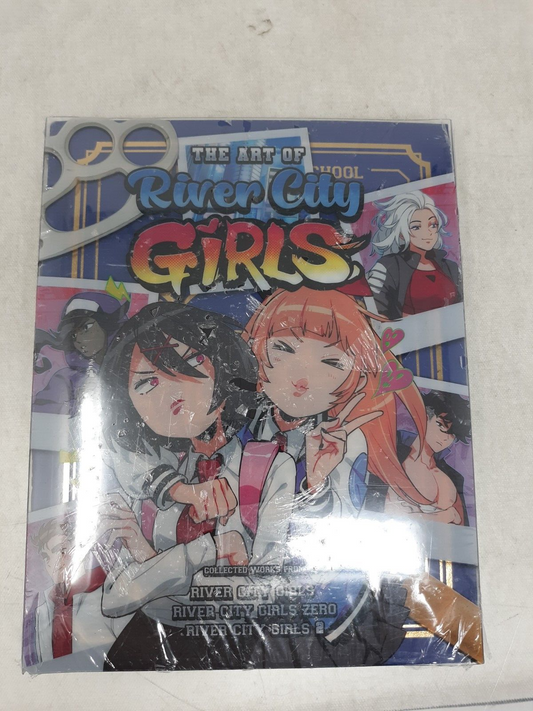 THE ART OF
SCHOOL
River City
GiRLS
COLLECTED WORKS FROM
RIVER CITY GIRLS
RIVER CITY GIRLS ZERO
RIVER CITY GIRLS 2